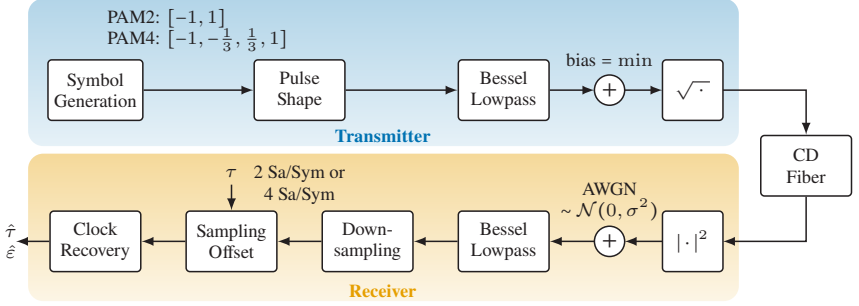 PAM2: [−1, 1]
PAM4: [−1, −1/3, 1/3, 1]
Symbol
Generation
Pulse
Shape
Bessel
Lowpass
bias = min
+
√·
Transmitter
CD
Fiber
τ
2 Sa/Sym or
4 Sa/Sym
AWGN
∼ 𝒩(0, σ²)
τ̂
ε̂
Clock
Recovery
Sampling
Offset
Down-
sampling
Bessel
Lowpass
+
|·|²
Receiver